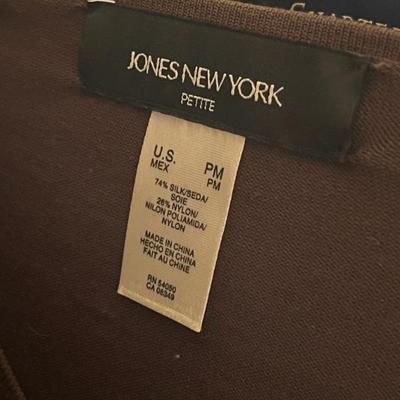 JONES NEW YORK
PETITE
U.S. PM
MEX PM
74% SILK/SEDA/
SOIE
26% NYLON/
NILON POLIAMIDA/
NYLON
MADE IN CHINA
HECHO EN CHINA
FAIT AU CHINE
RN 54050
CA 08349